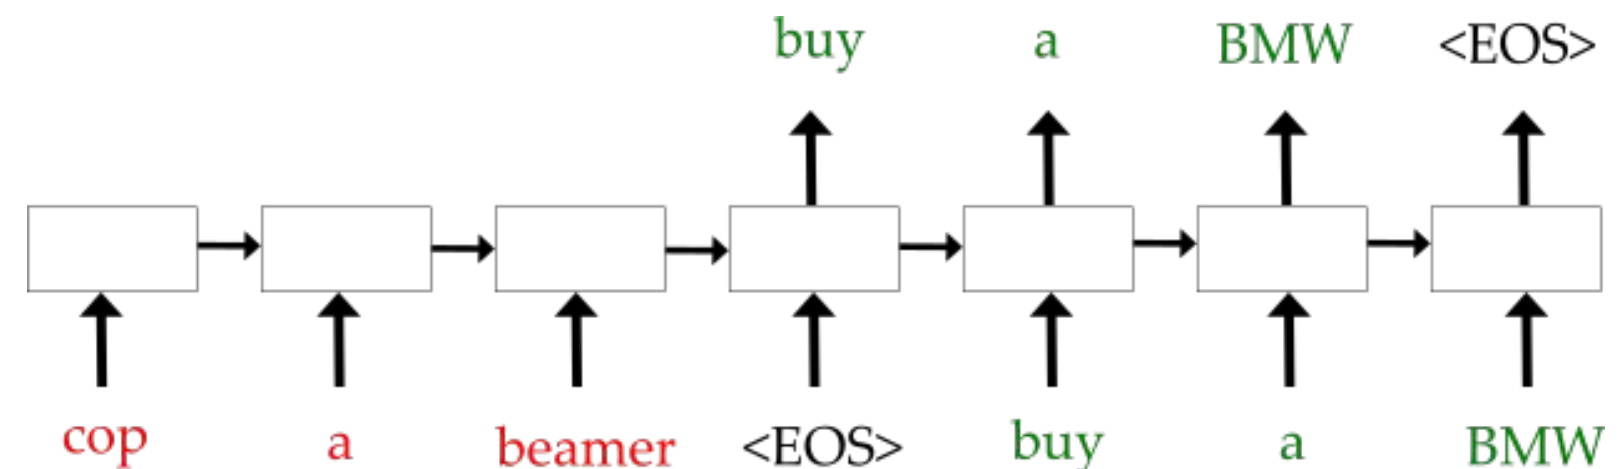 buy a BMW <EOS>
cop a beamer <EOS> buy a BMW